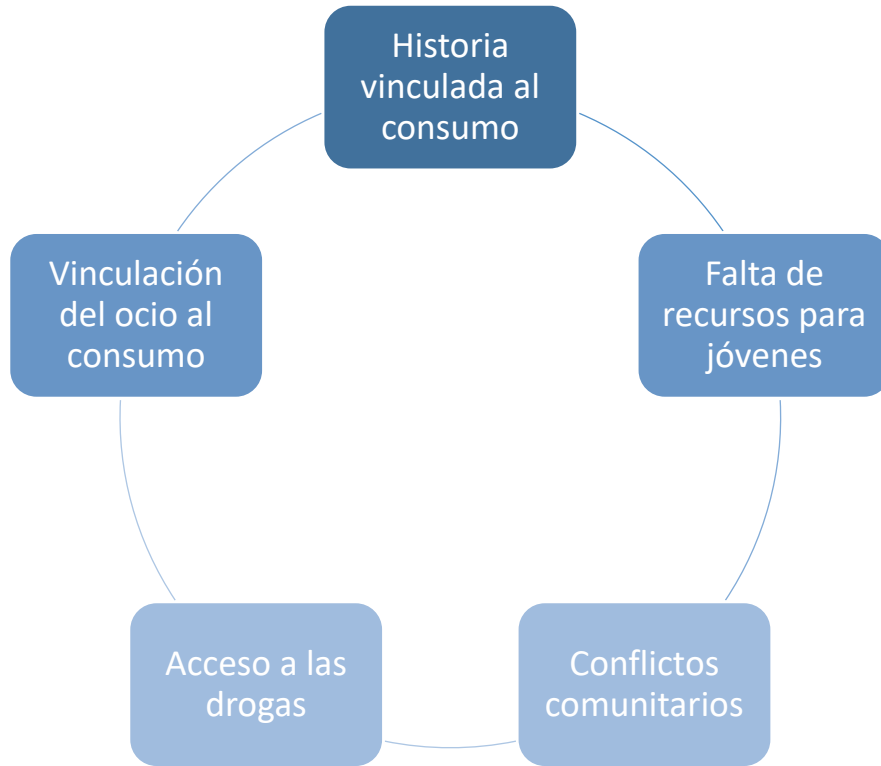 Historia
vinculada al
consumo
Vinculación
del ocio al
consumo
Falta de
recursos para
jóvenes
Acceso a las
drogas
Conflictos
comunitarios